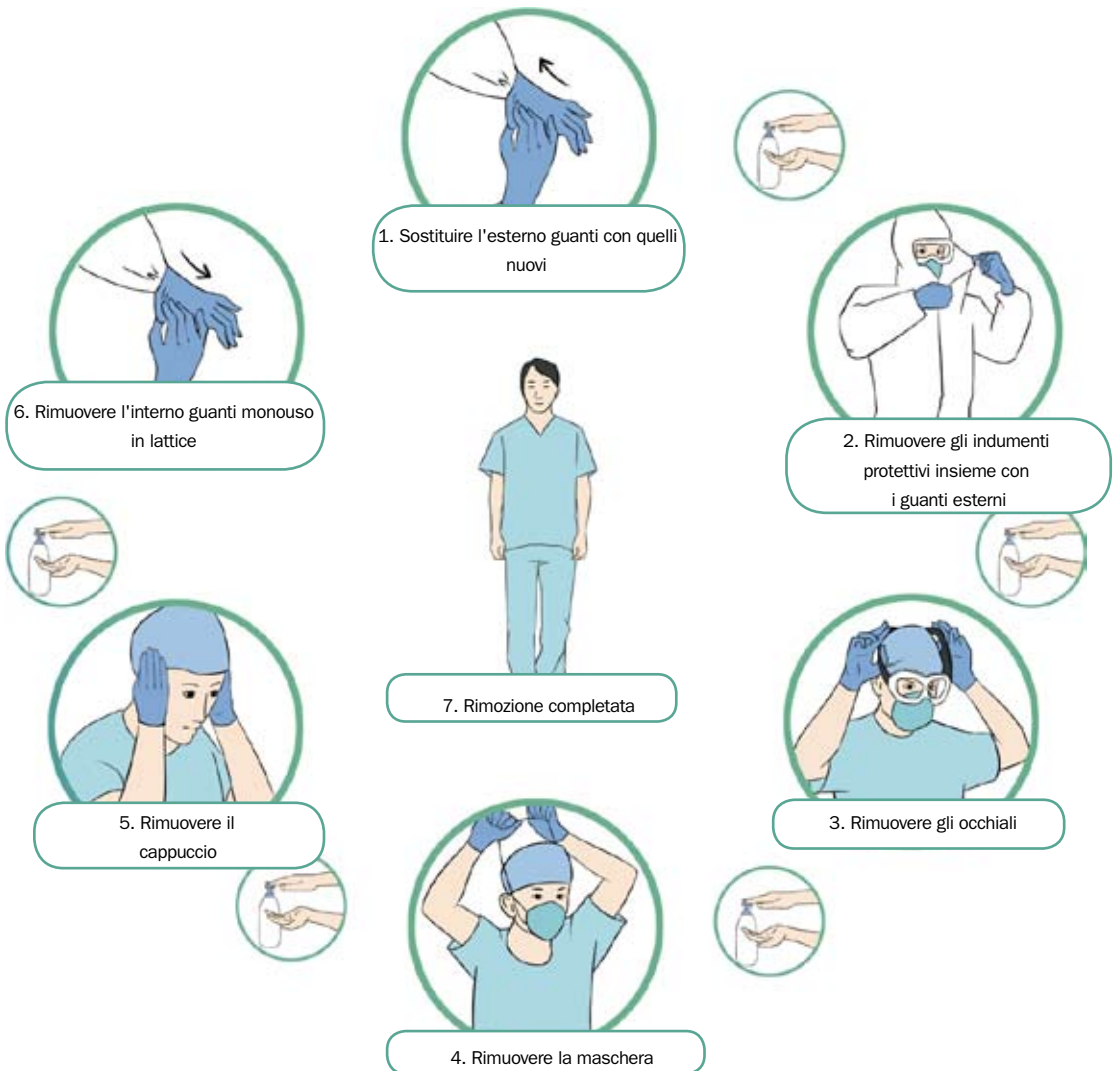 1. Sostituire l'esterno guanti con quelli
nuovi
2. Rimuovere gli indumenti
protettivi insieme con
i guanti esterni
3. Rimuovere gli occhiali
4. Rimuovere la maschera
5. Rimuovere il
cappuccio
6. Rimuovere l'interno guanti monouso
in lattice
7. Rimozione completata